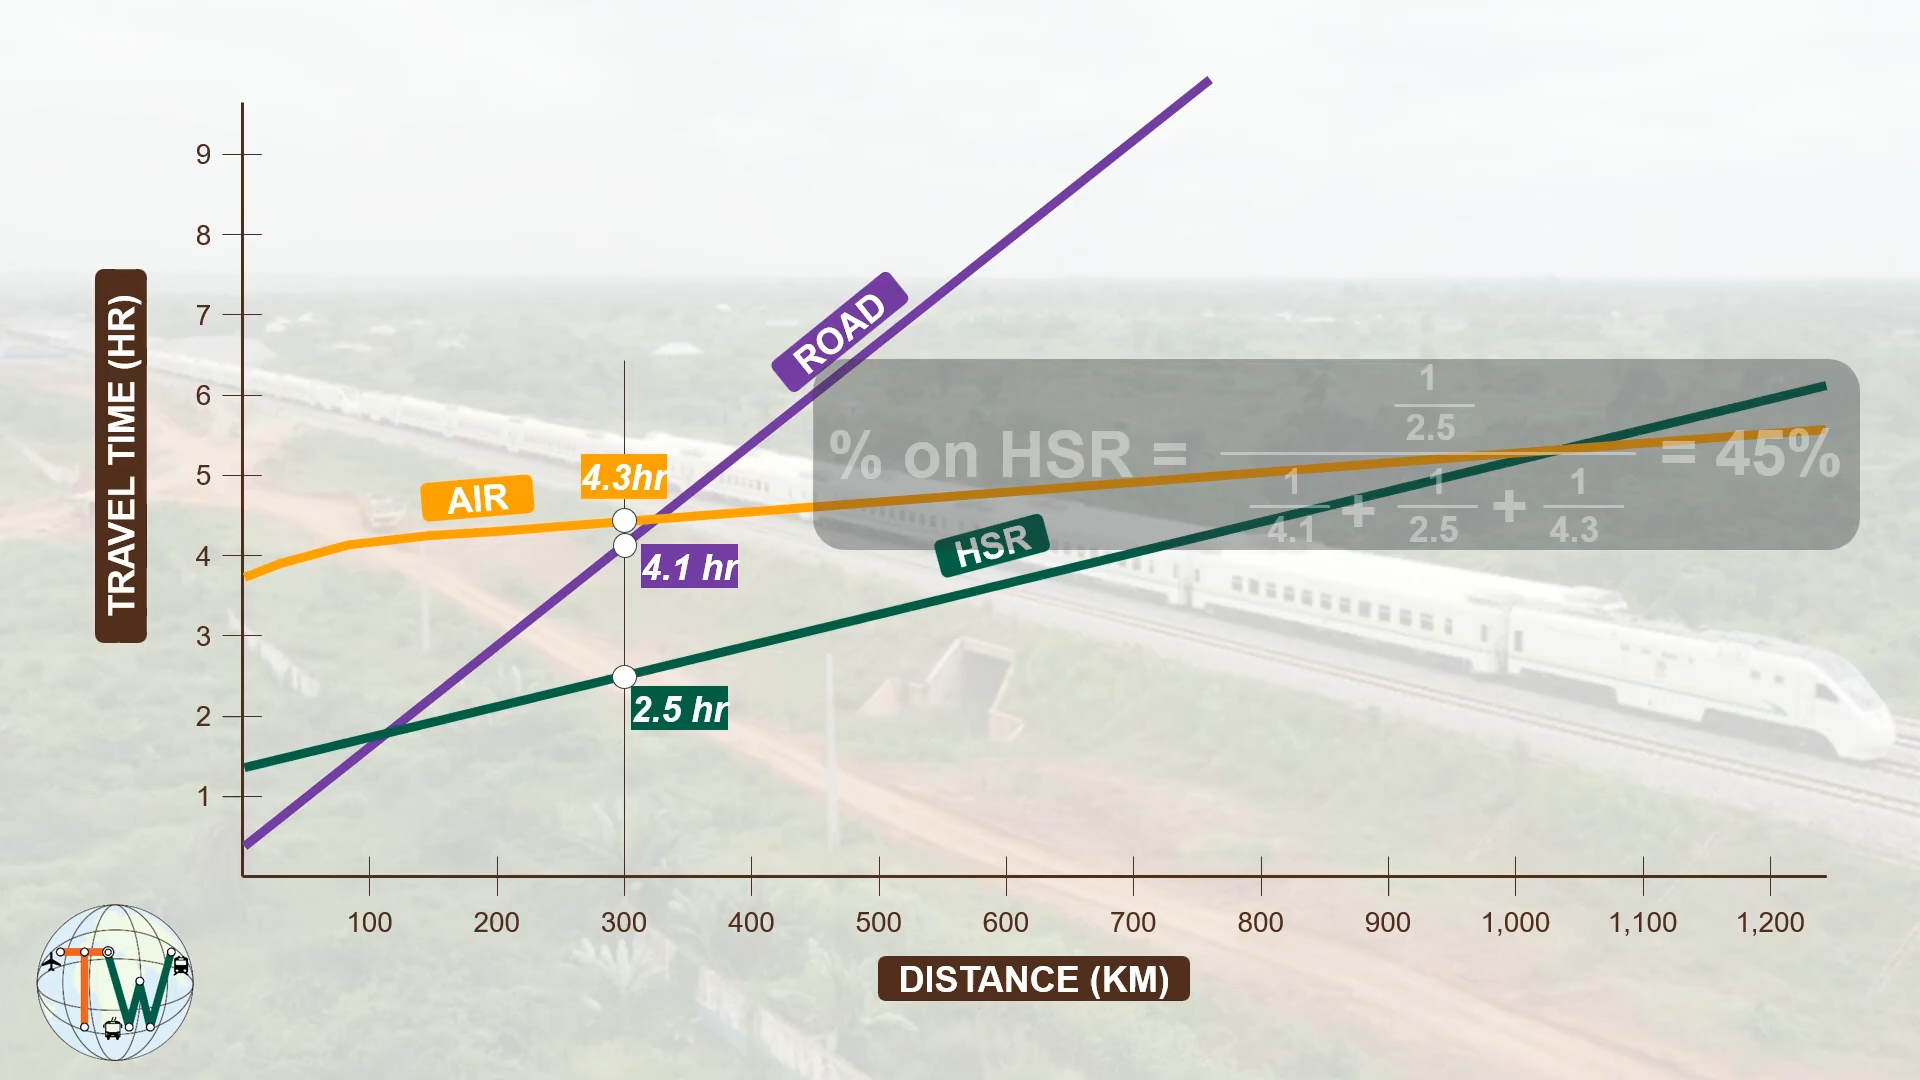 9
8
7
6
5
4
3
2
1
TRAVEL TIME (HR)
ROAD
AIR
HSR
4.3hr
4.1 hr
2.5 hr
% on HSR = 1/2.5 / 1/4.1 + 1/2.5 + 1/4.3 = 45%
100 200 300 400 500 600 700 800 900 1,000 1,100 1,200
DISTANCE (KM)
TW